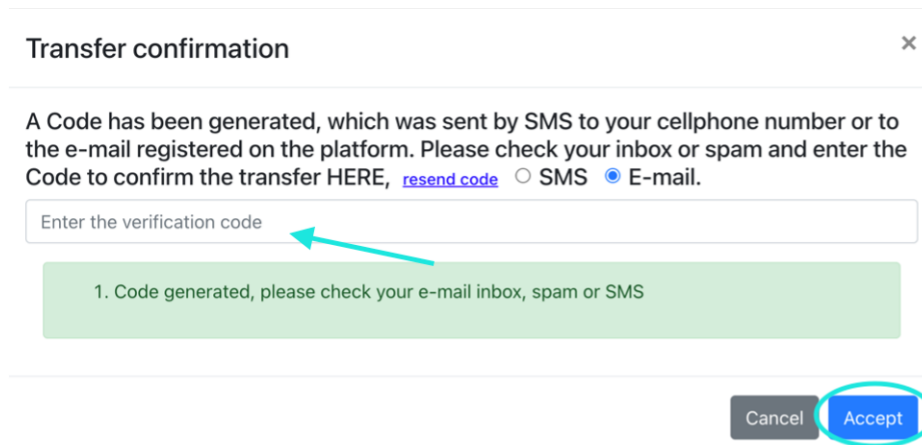 Transfer confirmation ×
A Code has been generated, which was sent by SMS to your cellphone number or to
the e-mail registered on the platform. Please check your inbox or spam and enter the
Code to confirm the transfer HERE, resend code SMS E-mail.
Enter the verification code
1. Code generated, please check your e-mail inbox, spam or SMS
Cancel Accept